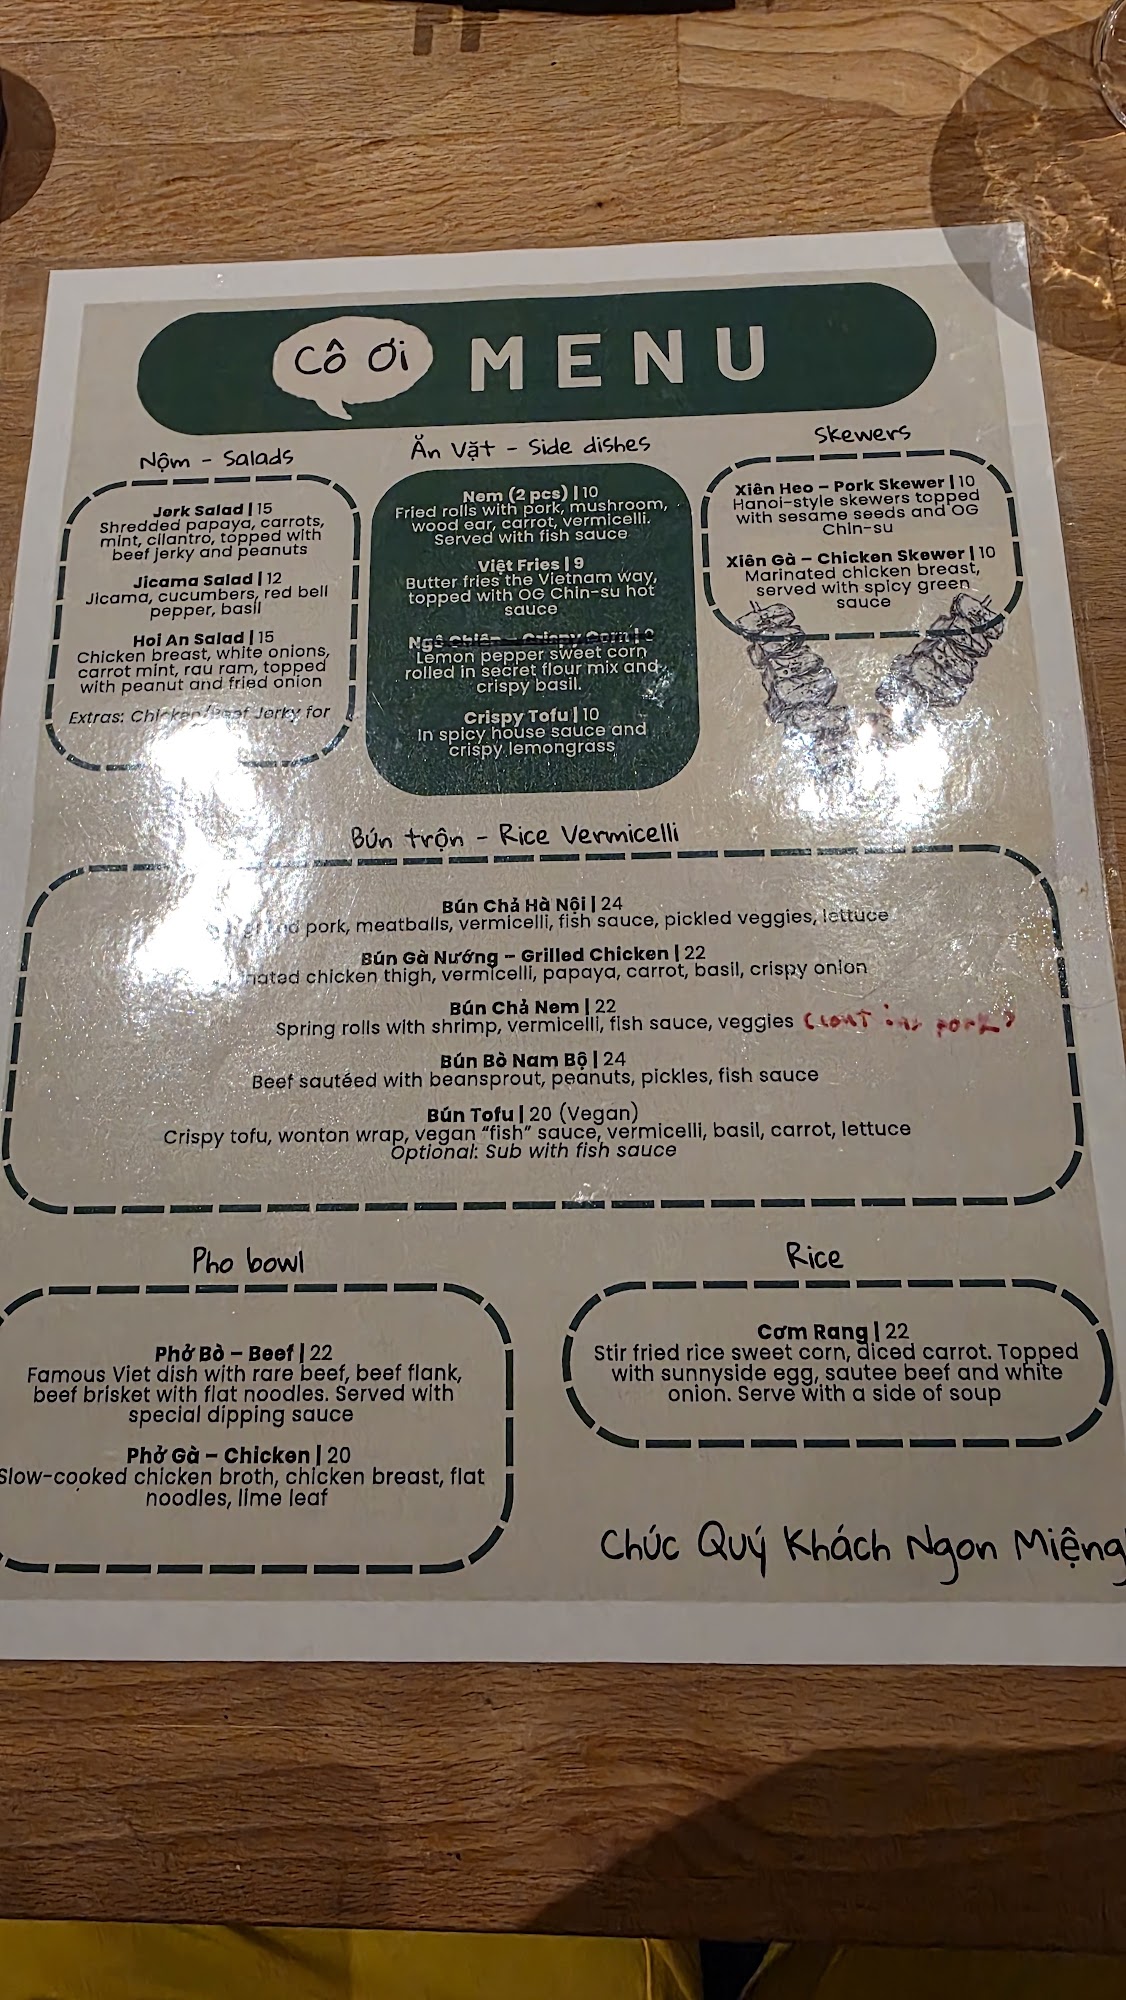 Cô Ơi MENU
Nộm - Salads
Jerk Salad | 15
Shredded papaya, carrots,
mint, cilantro, topped with
beef jerky and peanuts
Jicama Salad | 12
Jicama, cucumbers, red bell
pepper, basil
Hoi An Salad | 15
Chicken breast, white onions,
carrot mint, rau ram, topped
with peanut and fried onion
Extras: Chicken/Beef Jerky for
Ăn Vặt - Side dishes
Nem (2 pcs) | 10
Fried rolls with pork, mushroom,
wood ear, carrot, vermicelli.
Served with fish sauce
Việt Fries | 9
Butter fries the Vietnam way,
topped with OG Chin-su hot
sauce
Ngô Chiên - Crispy Corn | 9
Lemon pepper sweet corn
rolled in secret flour mix and
crispy basil.
Crispy Tofu | 10
In spicy house sauce and
crispy lemongrass
Skewers
Xiên Heo - Pork Skewer | 10
Hanoi-style skewers topped
with sesame seeds and OG
Chin-su
Xiên Gà - Chicken Skewer | 10
Marinated chicken breast,
served with spicy green
sauce
Bún trộn - Rice Vermicelli
Bún Chả Hà Nội | 24
pork, meatballs, vermicelli, fish sauce, pickled veggies, lettuce
Bún Gà Nướng - Grilled Chicken | 22
chicken thigh, vermicelli, papaya, carrot, basil, crispy onion
Bún Chả Nem | 22
Spring rolls with shrimp, vermicelli, fish sauce, veggies pork)
Bún Bò Nam Bộ | 24
Beef sautéed with beansprout, peanuts, pickles, fish sauce
Bún Tofu | 20 (Vegan)
Crispy tofu, wonton wrap, vegan "fish" sauce, vermicelli, basil, carrot, lettuce
Optional: Sub with fish sauce
Pho bowl
Phở Bò - Beef | 22
Famous Viet dish with rare beef, beef flank,
beef brisket with flat noodles. Served with
special dipping sauce
Phở Gà - Chicken | 20
Slow-cooked chicken broth, chicken breast, flat
noodles, lime leaf
Rice
Cơm Rang | 22
Stir fried rice sweet corn, diced carrot. Topped
with sunnyside egg, sautee beef and white
onion. Serve with a side of soup
Chúc Quý Khách Ngon Miệng